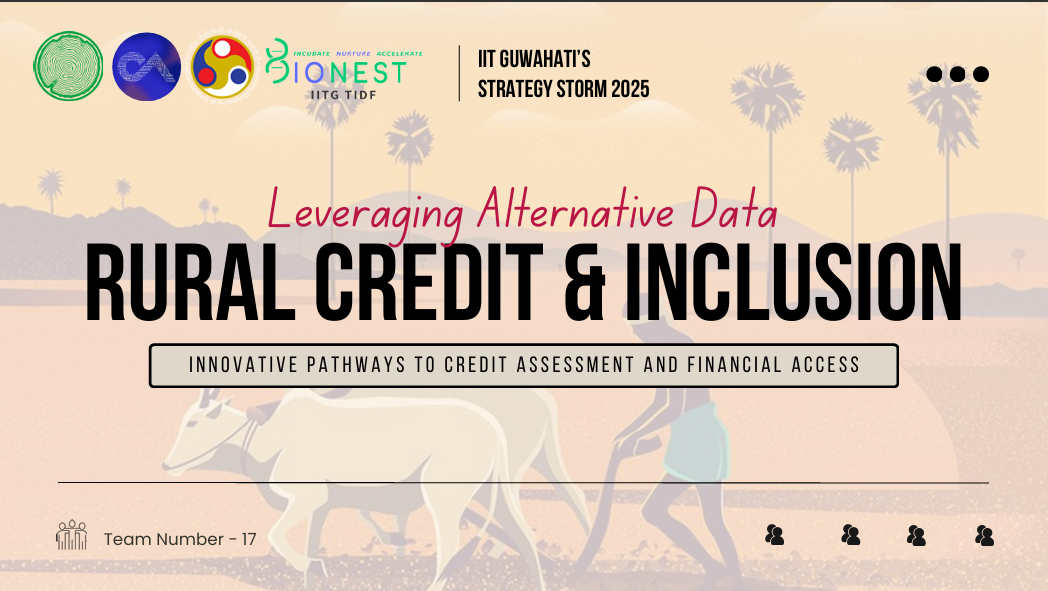 CA
INCUBATE NURTURE ACCELERATE
BIONEST
IITG TIDF
IIT GUWAHATI'S
STRATEGY STORM 2025
Leveraging Alternative Data
RURAL CREDIT & INCLUSION
INNOVATIVE PATHWAYS TO CREDIT ASSESSMENT AND FINANCIAL ACCESS
Team Number - 17